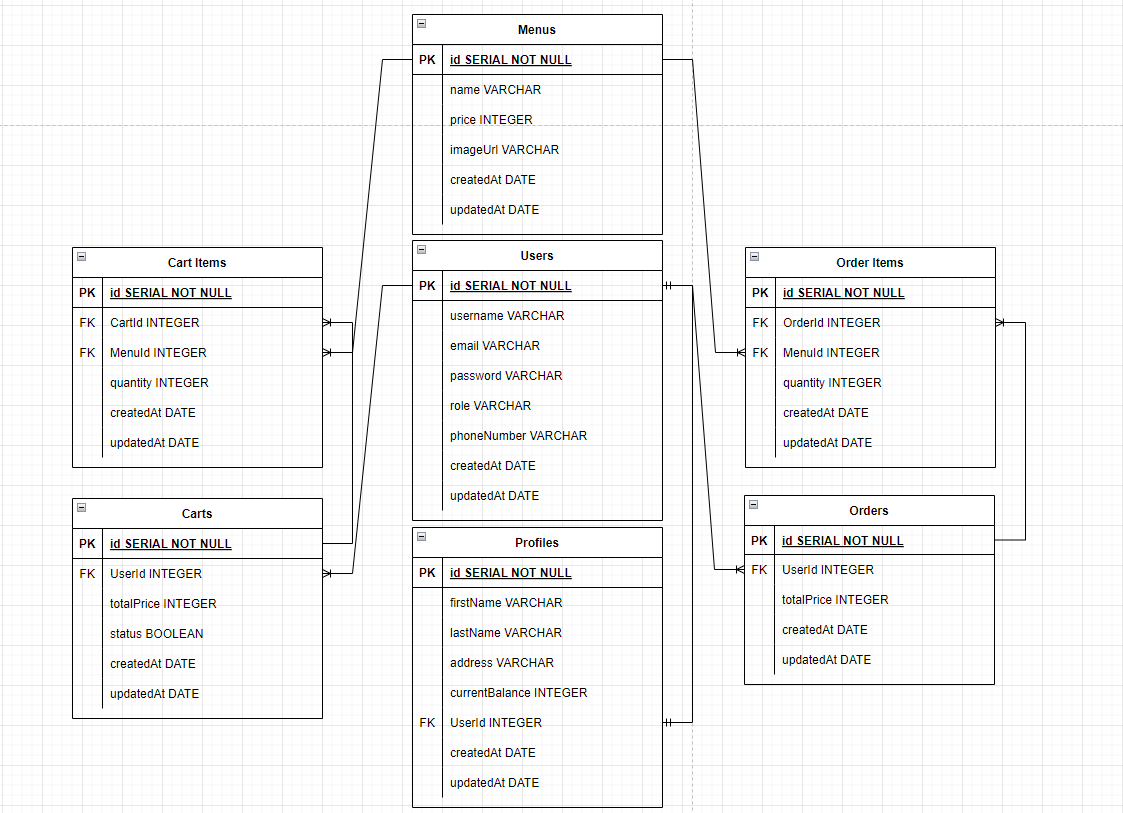 Menus
PK id SERIAL NOT NULL
name VARCHAR
price INTEGER
imageUrl VARCHAR
createdAt DATE
updatedAt DATE
Cart Items
PK id SERIAL NOT NULL
FK CartId INTEGER
FK MenuId INTEGER
quantity INTEGER
createdAt DATE
updatedAt DATE
Users
PK id SERIAL NOT NULL
username VARCHAR
email VARCHAR
password VARCHAR
role VARCHAR
phoneNumber VARCHAR
createdAt DATE
updatedAt DATE
Order Items
PK id SERIAL NOT NULL
FK OrderId INTEGER
FK MenuId INTEGER
quantity INTEGER
createdAt DATE
updatedAt DATE
Carts
PK id SERIAL NOT NULL
FK UserId INTEGER
totalPrice INTEGER
status BOOLEAN
createdAt DATE
updatedAt DATE
Profiles
PK id SERIAL NOT NULL
firstName VARCHAR
lastName VARCHAR
address VARCHAR
currentBalance INTEGER
FK UserId INTEGER
createdAt DATE
updatedAt DATE
Orders
PK id SERIAL NOT NULL
FK UserId INTEGER
totalPrice INTEGER
createdAt DATE
updatedAt DATE